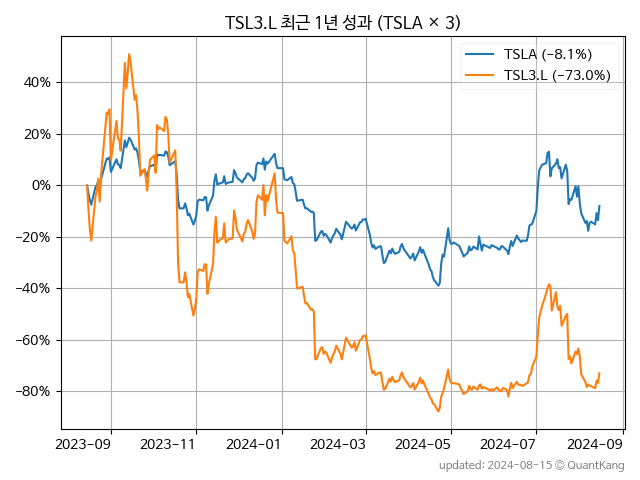 TSL3.L 최근 1년 성과 (TSLA × 3)
TSLA (−8.1%)
TSL3.L (−73.0%)
40%
20%
0%
−20%
−40%
−60%
−80%
2023-09 2023-11 2024-01 2024-03 2024-05 2024-07 2024-09
updated: 2024-08-15 ⓒ QuantKang